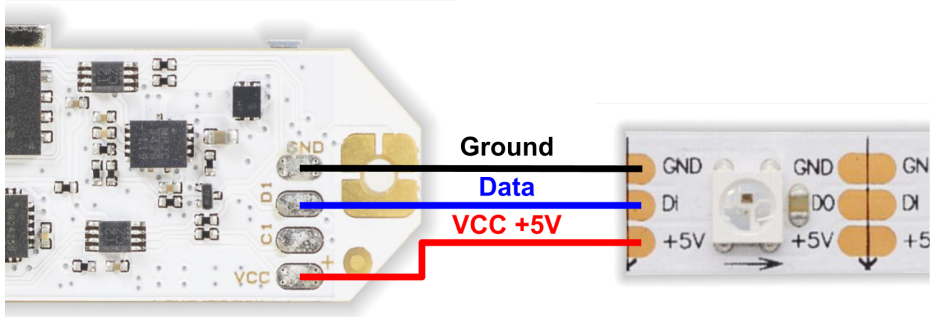 Ground
Data
VCC +5V
GND
D1
C1
VCC
+
GND
DI
+5V
GND
DO
+5V
GN
DI
+5